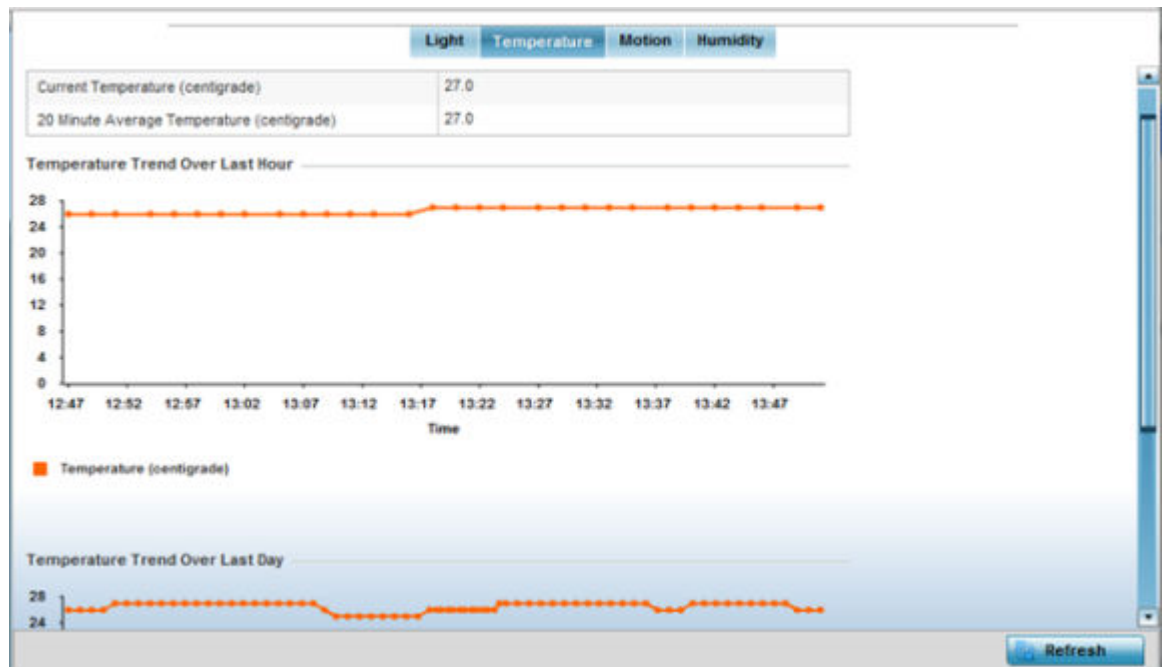 Light Temperature Motion Humidity
Current Temperature (centigrade) 27.0
20 Minute Average Temperature (centigrade) 27.0
Temperature Trend Over Last Hour
28
24
20
16
12
8
4
0
12:47 12:52 12:57 13:02 13:07 13:12 13:17 13:22 13:27 13:32 13:37 13:42 13:47
Time
Temperature (centigrade)
Temperature Trend Over Last Day
28
24
Refresh